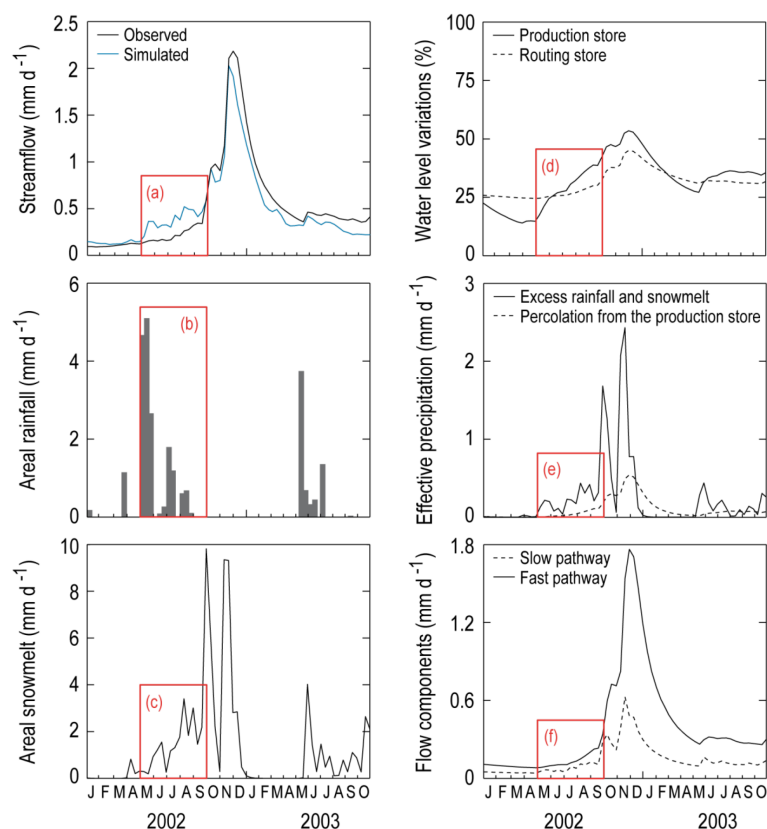 Streamflow (mm d -1)
2.5
2
1.5
1
0.5
0
Observed
Simulated
(a)
Water level variations (%)
100
75
50
25
0
Production store
Routing store
(d)
Areal rainfall (mm d -1)
6
4
2
0
(b)
Effective precipitation (mm d -1)
3
2
1
0
Excess rainfall and snowmelt
Percolation from the production store
(e)
Areal snowmelt (mm d -1)
10
8
6
4
2
0
(c)
J F M A M J J A S O N D J F M A M J J A S O
2002 2003
Flow components (mm d -1)
1.8
1.2
0.6
0
Slow pathway
Fast pathway
(f)
J F M A M J J A S O N D J F M A M J J A S O
2002 2003